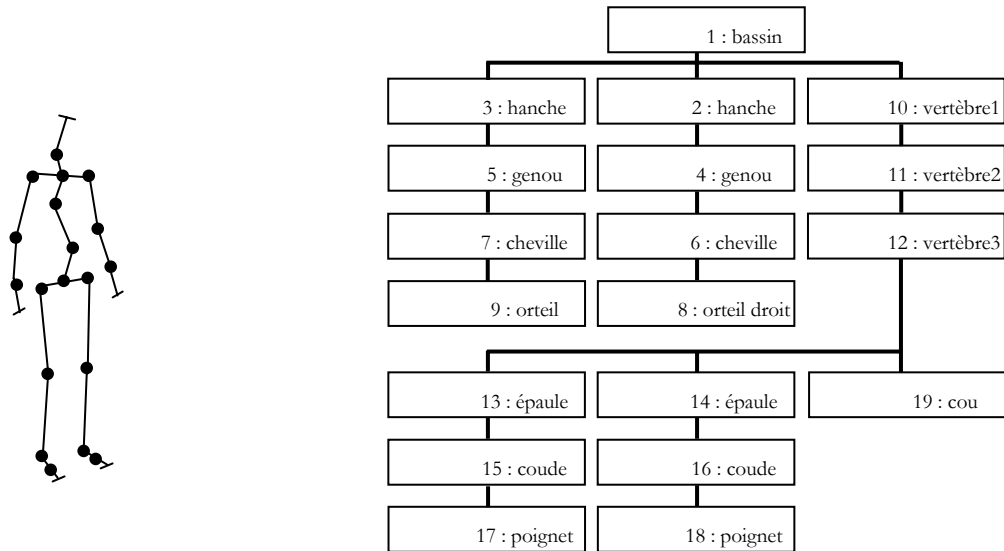 1 : bassin
3 : hanche
2 : hanche
10 : vertèbre1
5 : genou
4 : genou
11 : vertèbre2
7 : cheville
6 : cheville
12 : vertèbre3
9 : orteil
8 : orteil droit
13 : épaule
14 : épaule
19 : cou
15 : coude
16 : coude
17 : poignet
18 : poignet